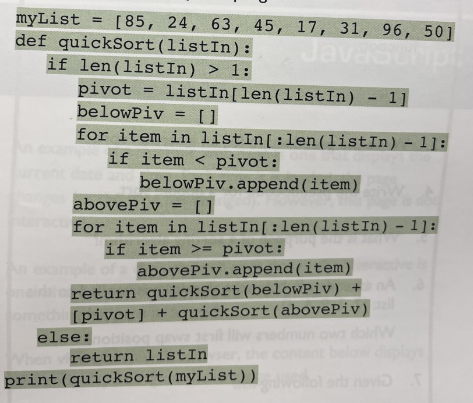 myList = [85, 24, 63, 45, 17, 31, 96, 50]
def quickSort(listIn):
    if len(listIn) > 1:
        pivot = listIn[len(listIn) - 1]
        belowPiv = []
        for item in listIn[:len(listIn) - 1]:
            if item < pivot:
                belowPiv.append(item)
        abovePiv = []
        for item in listIn[:len(listIn) - 1]:
            if item >= pivot:
                abovePiv.append(item)
        return quickSort(belowPiv) +
        [pivot] + quickSort(abovePiv)
    else:
        return listIn
print(quickSort(myList))